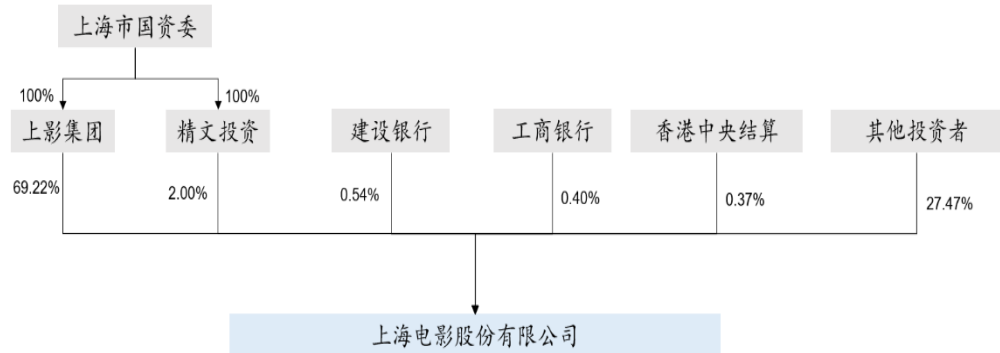 上海市国资委
100%
100%
上影集团
精文投资
建设银行
工商银行
香港中央结算
其他投资者
69.22%
2.00%
0.54%
0.40%
0.37%
27.47%
上海电影股份有限公司